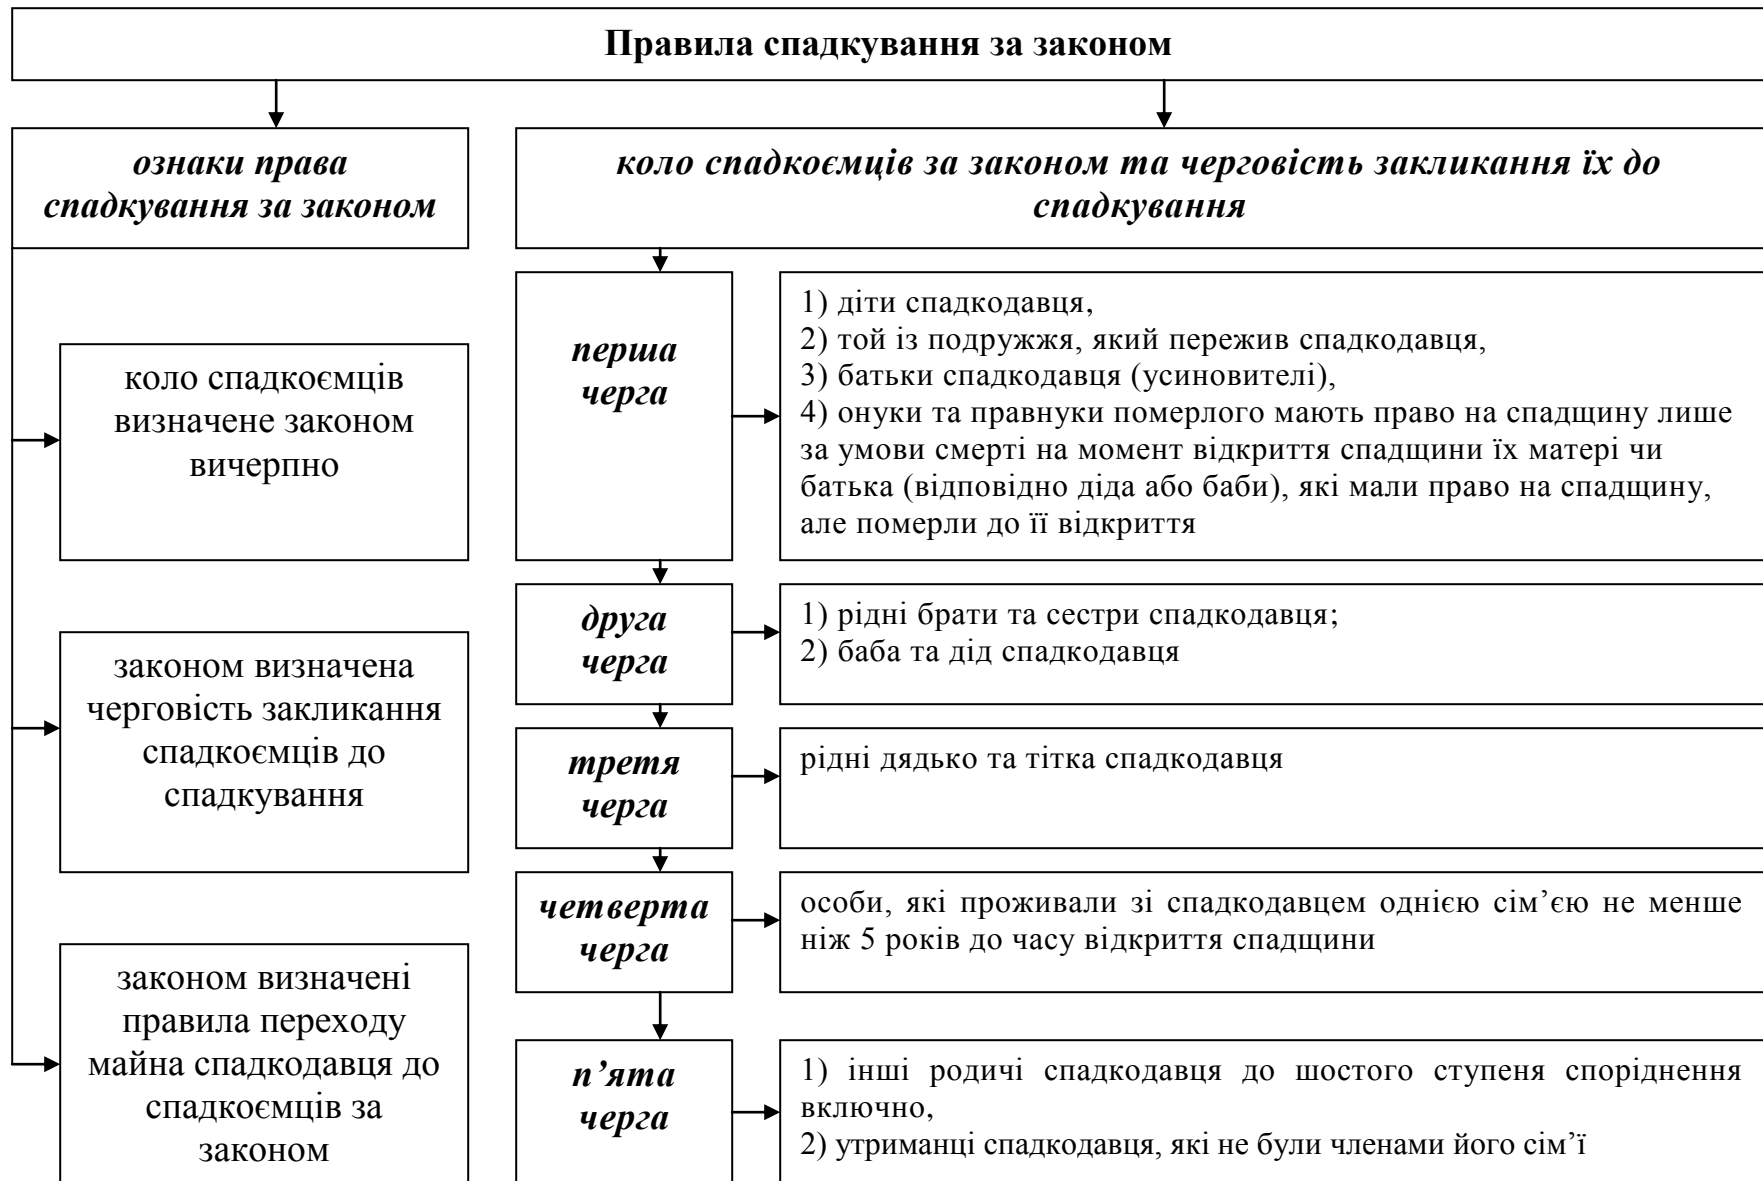 Правила спадкування за законом
ознаки права
спадкування за законом
коло спадкоємців
визначене законом
вичерпно
законом визначена
черговість закликання
спадкоємців до
спадкування
законом визначені
правила переходу
майна спадкодавця до
спадкоємців за
законом
коло спадкоємців за законом та черговість закликання їх до
спадкування
перша
черга
1) діти спадкодавця,
2) той із подружжя, який пережив спадкодавця,
3) батьки спадкодавця (усиновителі),
4) онуки та правнуки померлого мають право на спадщину лише
за умови смерті на момент відкриття спадщини їх матері чи
батька (відповідно діда або баби), які мали право на спадщину,
але померли до її відкриття
друга
черга
1) рідні брати та сестри спадкодавця;
2) баба та дід спадкодавця
третя
черга
рідні дядько та тітка спадкодавця
четверта
черга
особи, які проживали зі спадкодавцем однією сім’єю не менше
ніж 5 років до часу відкриття спадщини
п’ята
черга
1) інші родичі спадкодавця до шостого ступеня споріднення
включно,
2) утриманці спадкодавця, які не були членами його сім’ї